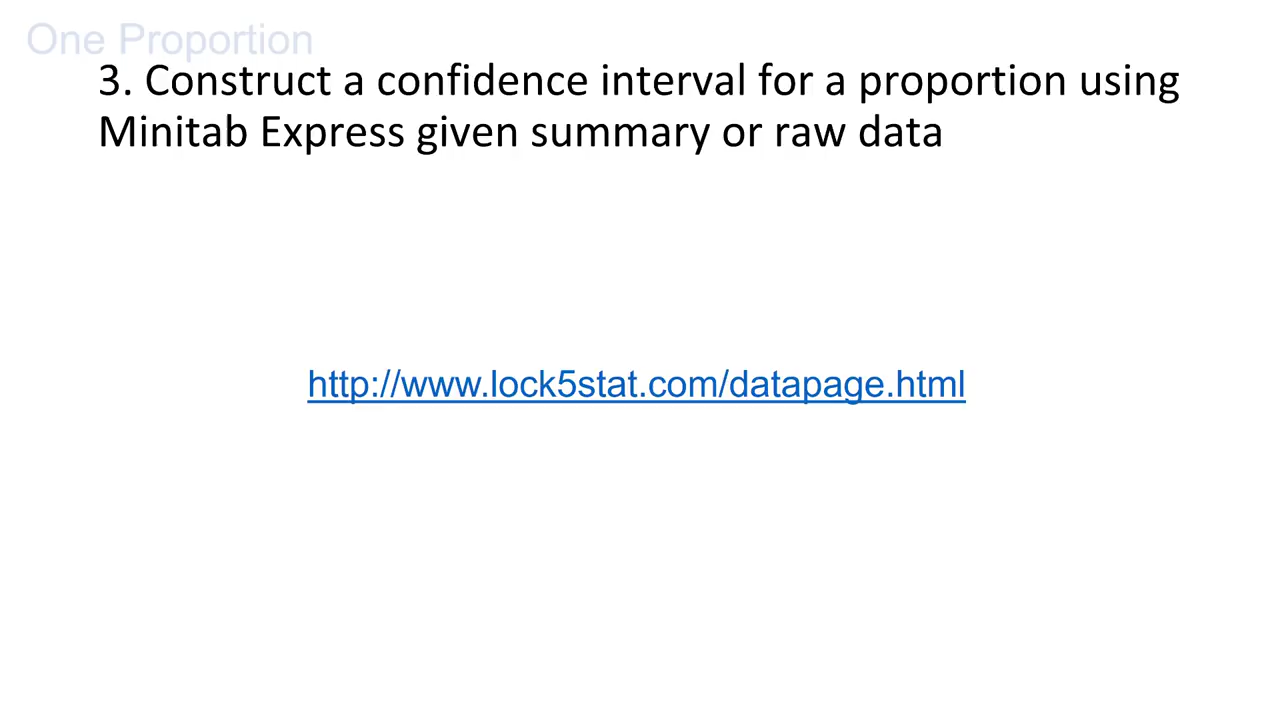 One Proportion
3. Construct a confidence interval for a proportion using
Minitab Express given summary or raw data
http://www.lock5stat.com/datapage.html